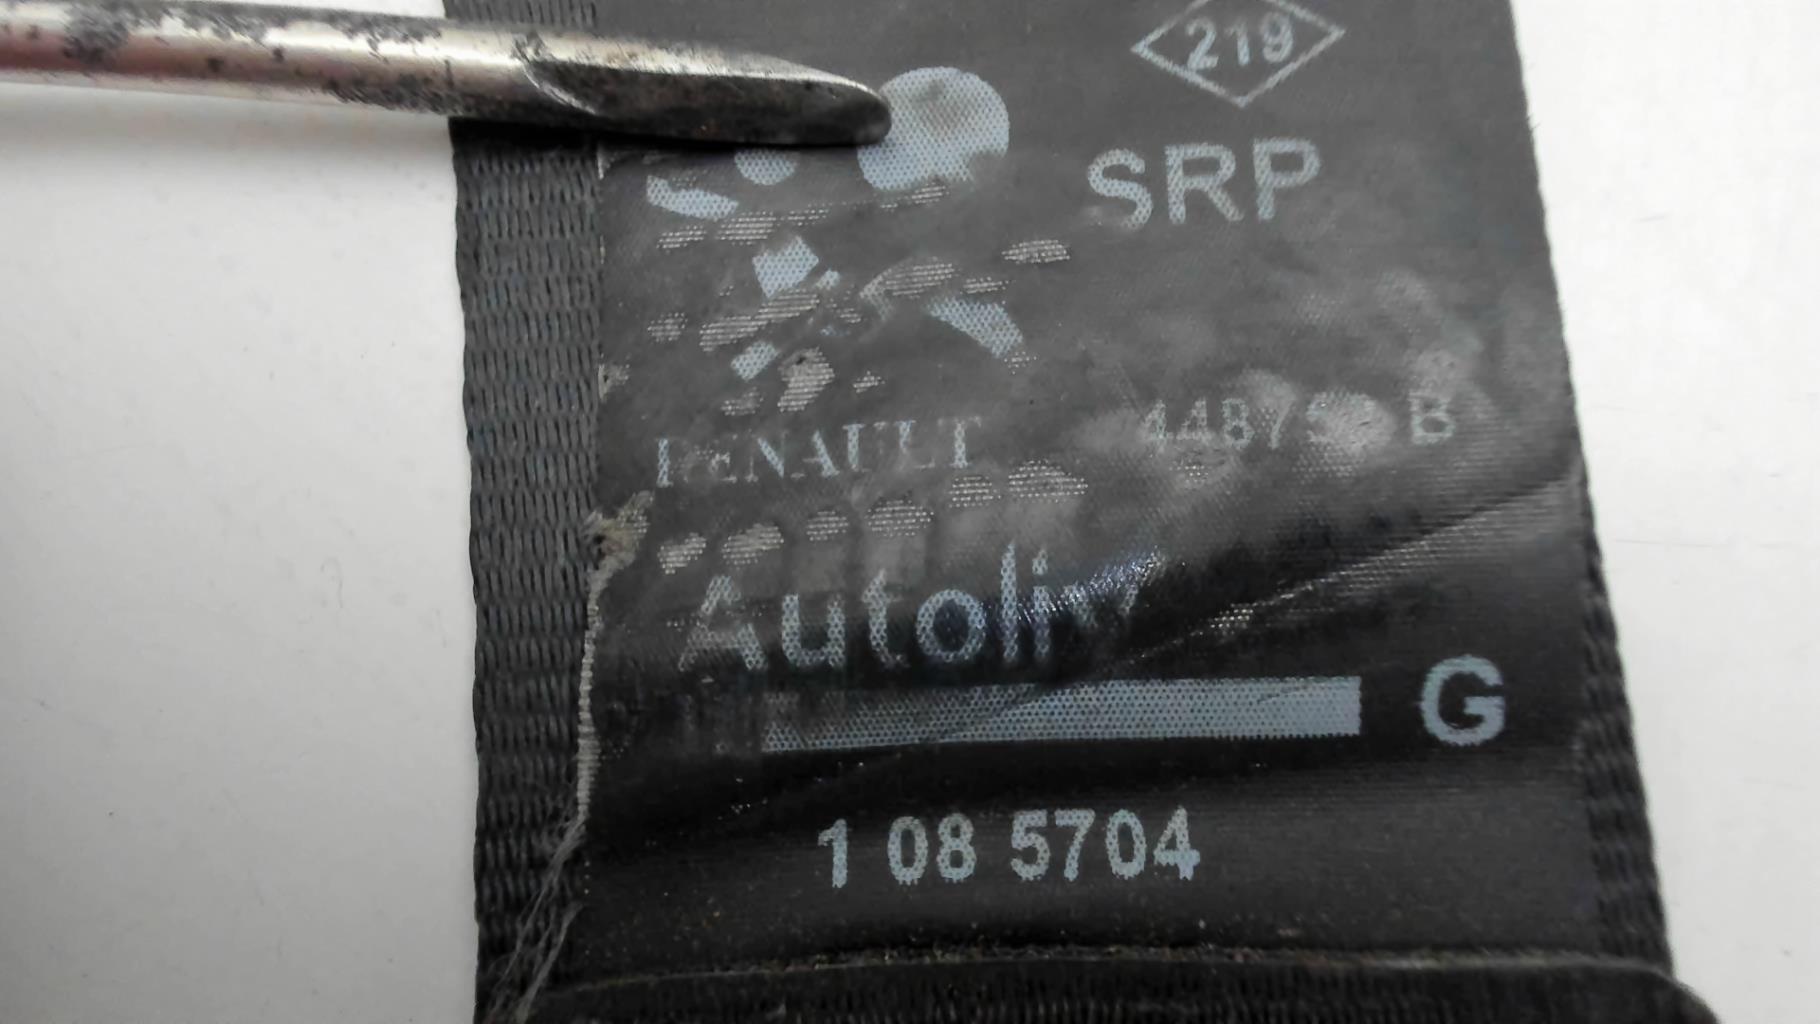 219
SRP
RENAULT
B
Autoliv
G
1 08 5704